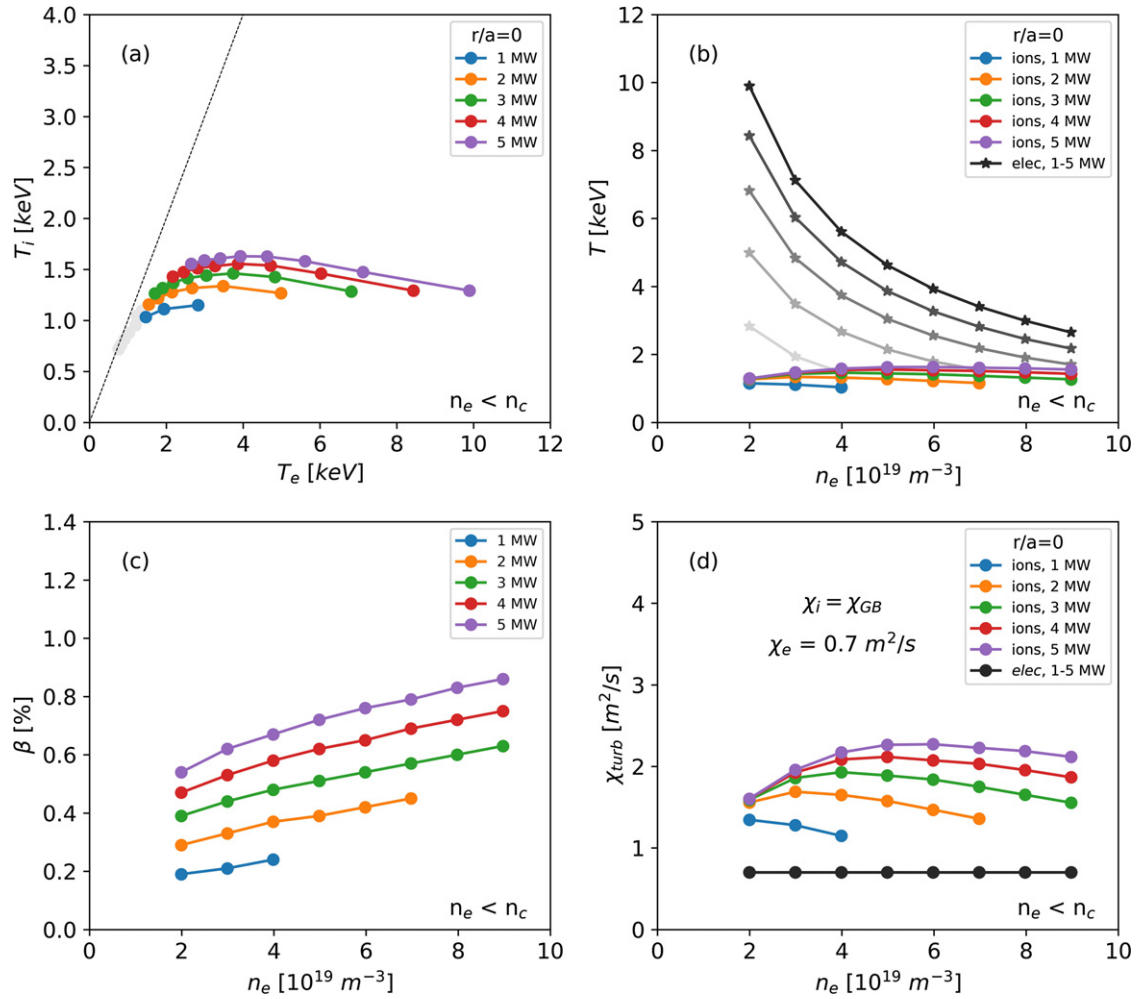 4.0
3.5
3.0
2.5
2.0
1.5
1.0
0.5
0.0
T_i [keV]
(a)
r/a=0
1 MW
2 MW
3 MW
4 MW
5 MW
n_e < n_c
0 2 4 6 8 10 12
T_e [keV]
12
10
8
6
4
2
0
T [keV]
(b)
r/a=0
ions, 1 MW
ions, 2 MW
ions, 3 MW
ions, 4 MW
ions, 5 MW
elec, 1-5 MW
n_e < n_c
0 2 4 6 8 10
n_e [10^19 m^−3]
1.4
1.2
1.0
0.8
0.6
0.4
0.2
0.0
β [%]
(c)
1 MW
2 MW
3 MW
4 MW
5 MW
n_e < n_c
0 2 4 6 8 10
n_e [10^19 m^−3]
5
4
3
2
1
0
χ_turb [m^2/s]
(d)
r/a=0
ions, 1 MW
ions, 2 MW
ions, 3 MW
ions, 4 MW
ions, 5 MW
elec, 1-5 MW
χ_i = χ_GB
χ_e = 0.7 m^2/s
n_e < n_c
0 2 4 6 8 10
n_e [10^19 m^−3]